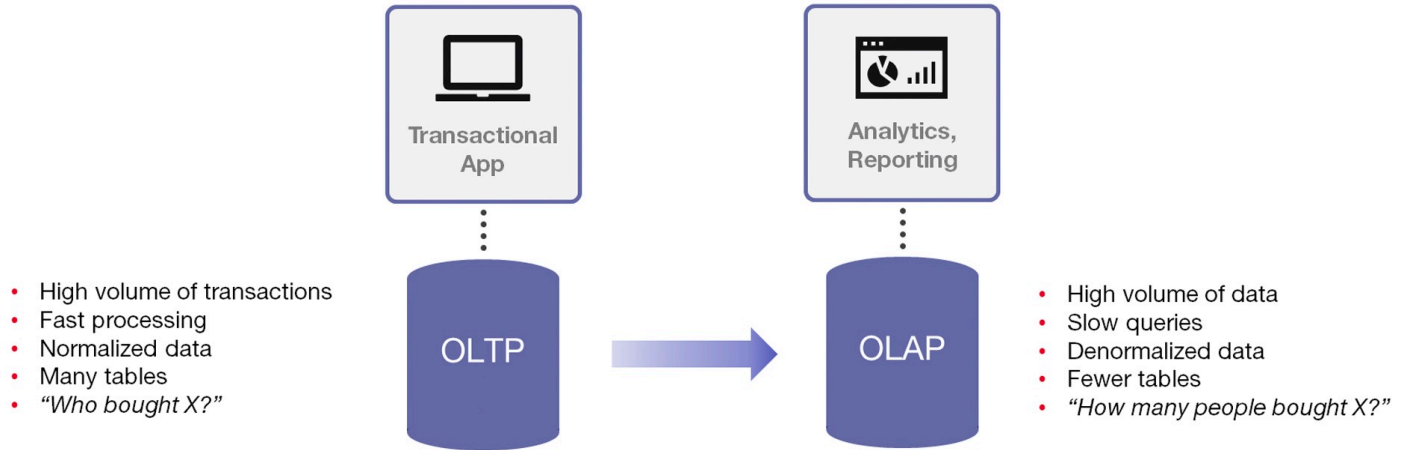 Transactional
App
Analytics,
Reporting
• High volume of transactions
• Fast processing
• Normalized data
• Many tables
• “Who bought X?”
OLTP
OLAP
• High volume of data
• Slow queries
• Denormalized data
• Fewer tables
• “How many people bought X?”